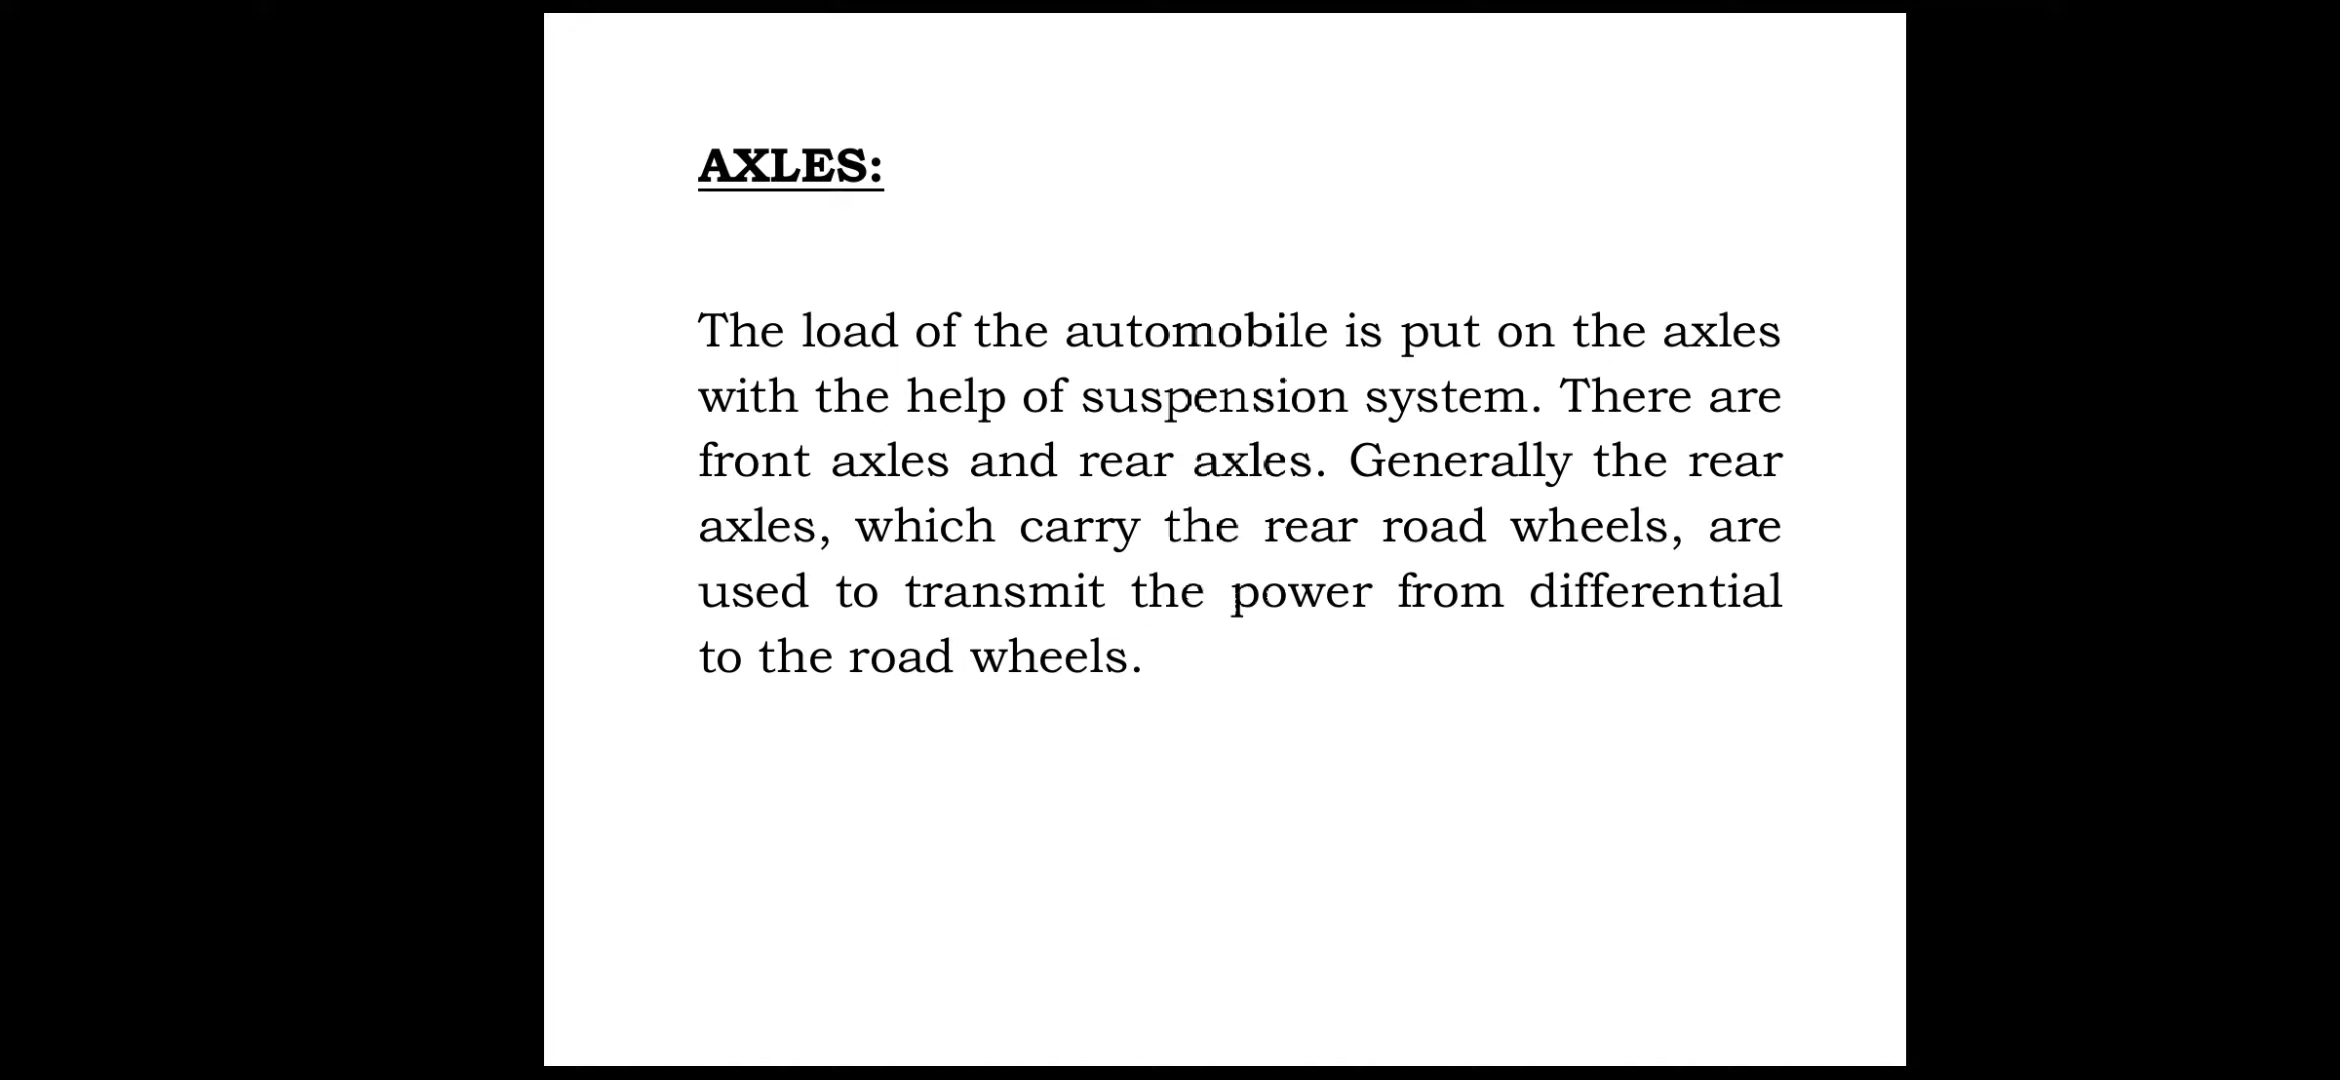 AXLES:
The load of the automobile is put on the axles
with the help of suspension system. There are
front axles and rear axles. Generally the rear
axles, which carry the rear road wheels, are
used to transmit the power from differential
to the road wheels.